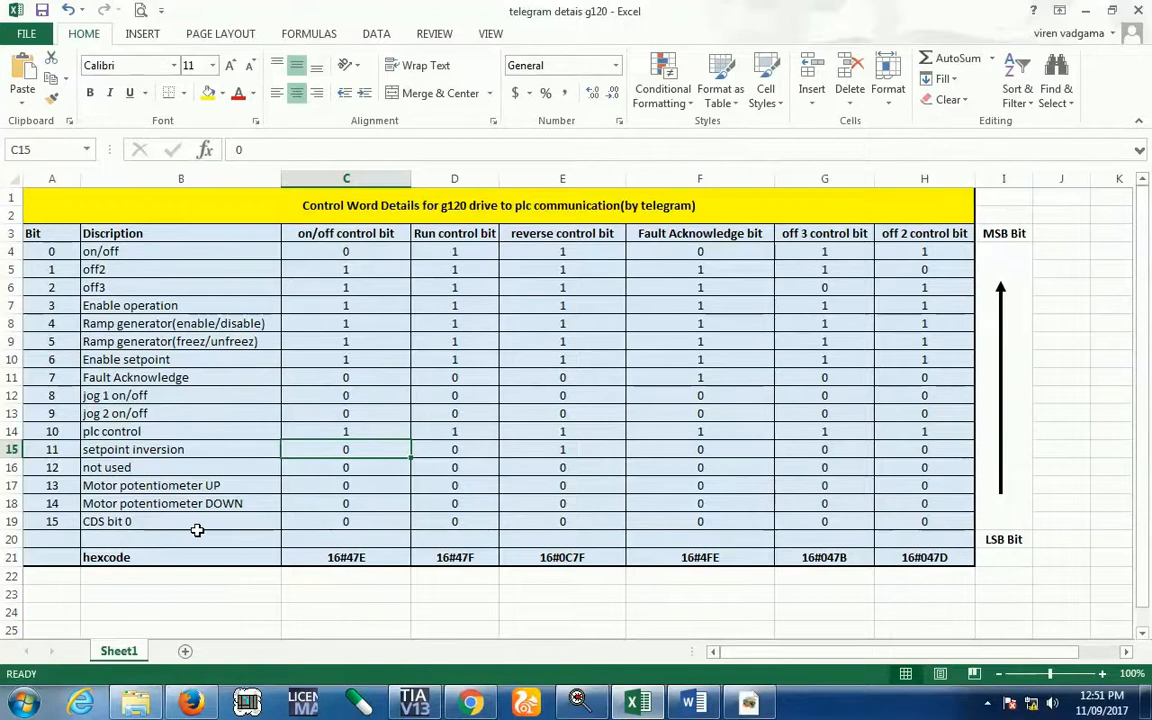 telegram detais g120 - Excel
FILE HOME INSERT PAGE LAYOUT FORMULAS DATA REVIEW VIEW viren vadgama
Calibri 11 Wrap Text General AutoSum
Paste Conditional Format as Cell Insert Delete Format Fill Sort & Find &
Merge & Center Formatting Table Styles Clear Filter Select
Clipboard Font Alignment Number Styles Cells Editing
C15 0
A B C D E F G H I J K
1 Control Word Details for g120 drive to plc communication(by telegram)
2
3 Bit Discription on/off control bit Run control bit reverse control bit Fault Acknowledge bit off 3 control bit off 2 control bit MSB Bit
4 0 on/off 0 1 1 0 1 1
5 1 off2 1 1 1 1 1 0
6 2 off3 1 1 1 1 0 1
7 3 Enable operation 1 1 1 1 1 1
8 4 Ramp generator(enable/disable) 1 1 1 1 1 1
9 5 Ramp generator(freez/unfreez) 1 1 1 1 1 1
10 6 Enable setpoint 1 1 1 1 1 1
11 7 Fault Acknowledge 0 0 0 1 0 0
12 8 jog 1 on/off 0 0 0 0 0 0
13 9 jog 2 on/off 0 0 0 0 0 0
14 10 plc control 1 1 1 1 1 1
15 11 setpoint inversion 0 0 1 0 0 0
16 12 not used 0 0 0 0 0 0
17 13 Motor potentiometer UP 0 0 0 0 0 0
18 14 Motor potentiometer DOWN 0 0 0 0 0 0
19 15 CDS bit 0 0 0 0 0 0 0
20 LSB Bit
21 hexcode 16#47E 16#47F 16#0C7F 16#4FE 16#047B 16#047D
22
23
24
25
Sheet1
READY 100%
LICEN
MA
TIA
V13
12:51 PM
11/09/2017